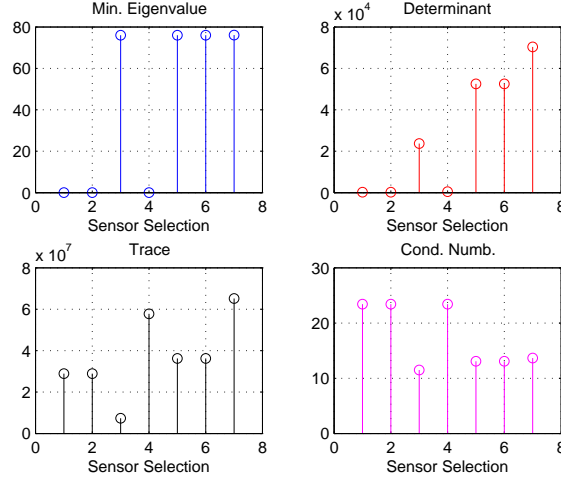 Min. Eigenvalue
80
60
40
20
0
0 2 4 6 8
Sensor Selection
Determinant
x 10^4
8
6
4
2
0
0 2 4 6 8
Sensor Selection
Trace
x 10^7
8
6
4
2
0
0 2 4 6 8
Sensor Selection
Cond. Numb.
30
20
10
0
0 2 4 6 8
Sensor Selection